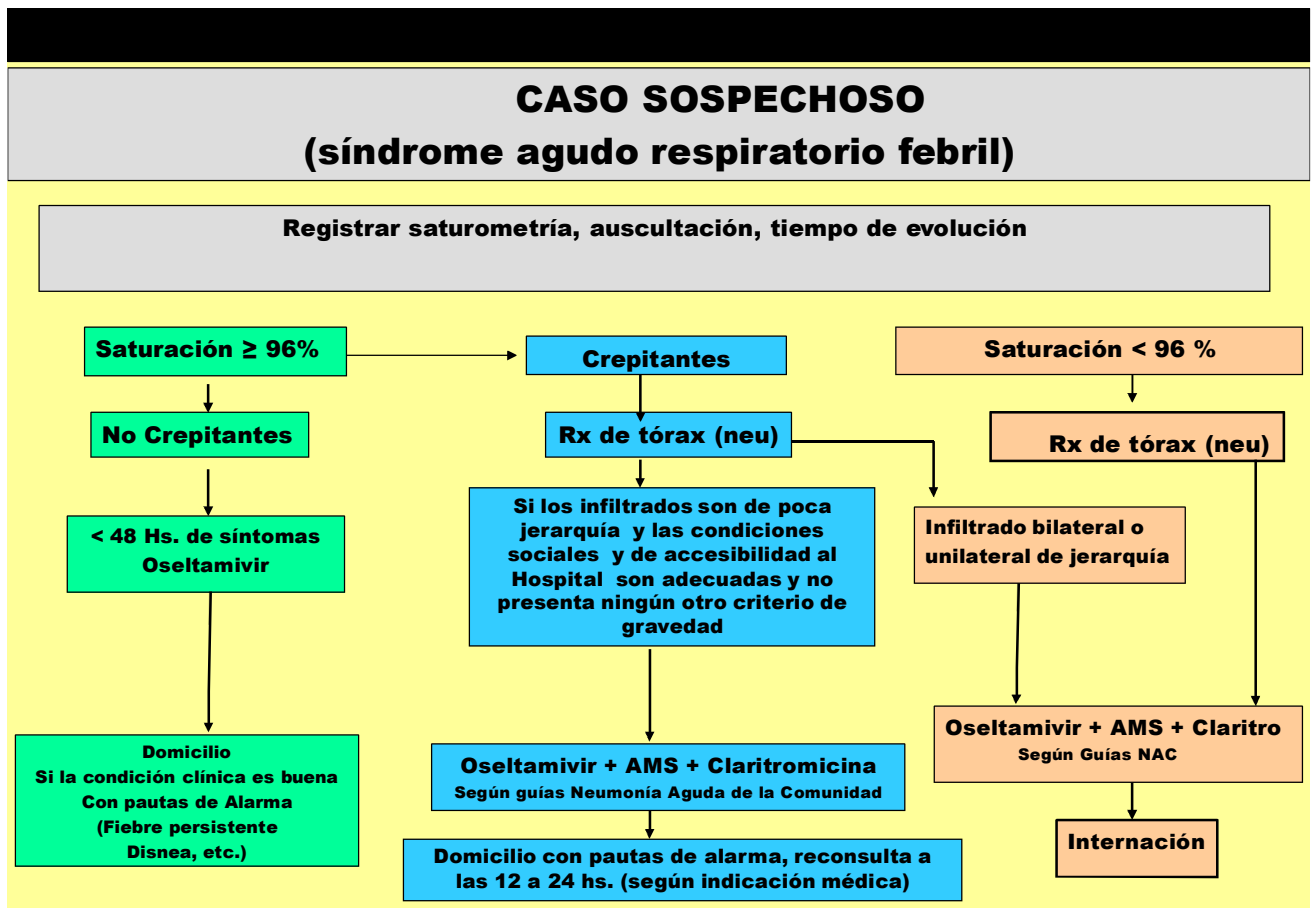 CASO SOSPECHOSO
(síndrome agudo respiratorio febril)
Registrar saturometría, auscultación, tiempo de evolución
Saturación ≥ 96%
No Crepitantes
< 48 Hs. de síntomas
Oseltamivir
Domicilio
Si la condición clínica es buena
Con pautas de Alarma
(Fiebre persistente
Disnea, etc.)
Crepitantes
Rx de tórax (neu)
Si los infiltrados son de poca
jerarquía y las condiciones
sociales y de accesibilidad al
Hospital son adecuadas y no
presenta ningún otro criterio de
gravedad
Oseltamivir + AMS + Claritromicina
Según guías Neumonía Aguda de la Comunidad
Domicilio con pautas de alarma, reconsulta a
las 12 a 24 hs. (según indicación médica)
Saturación < 96 %
Rx de tórax (neu)
Infiltrado bilateral o
unilateral de jerarquía
Oseltamivir + AMS + Claritro
Según Guías NAC
Internación